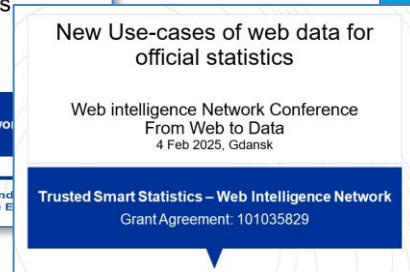 s
New Use-cases of web data for
official statistics
Web intelligence Network Conference
From Web to Data
4 Feb 2025, Gdansk
Trusted Smart Statistics – Web Intelligence Network
Grant Agreement: 101035829